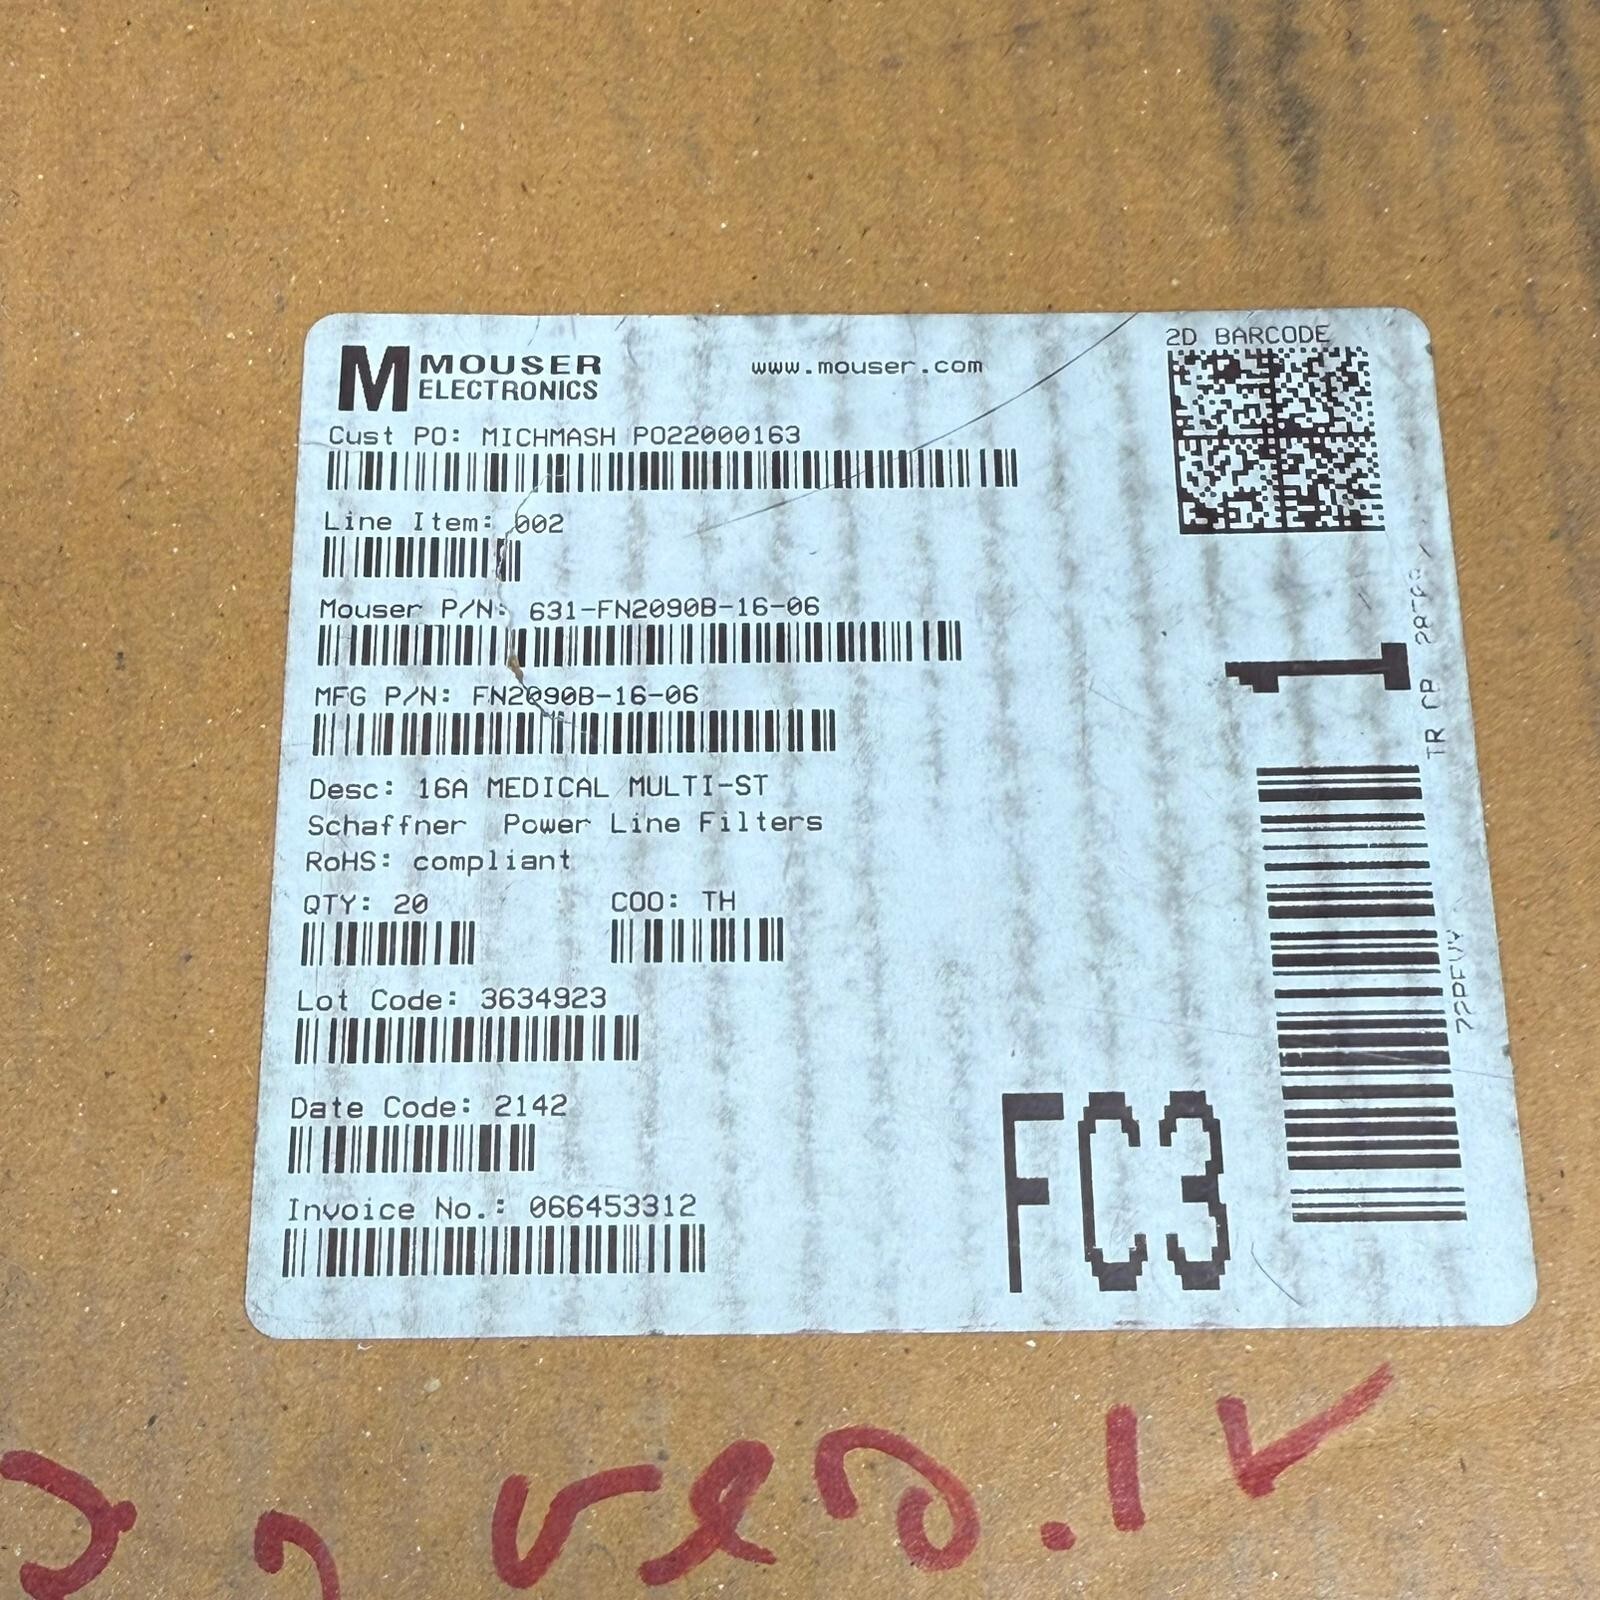 MOUSER
ELECTRONICS
www.mouser.com
2D BARCODE
Cust PO: MICHMASH PO22000163
Line Item: 002
Mouser P/N: 631-FN2090B-16-06
MFG P/N: FN2090B-16-06
Desc: 16A MEDICAL MULTI-ST
Schaffner Power Line Filters
RoHS: compliant
QTY: 20 COO: TH
Lot Code: 3634923
Date Code: 2142
Invoice No.: 066453312
1
FC3